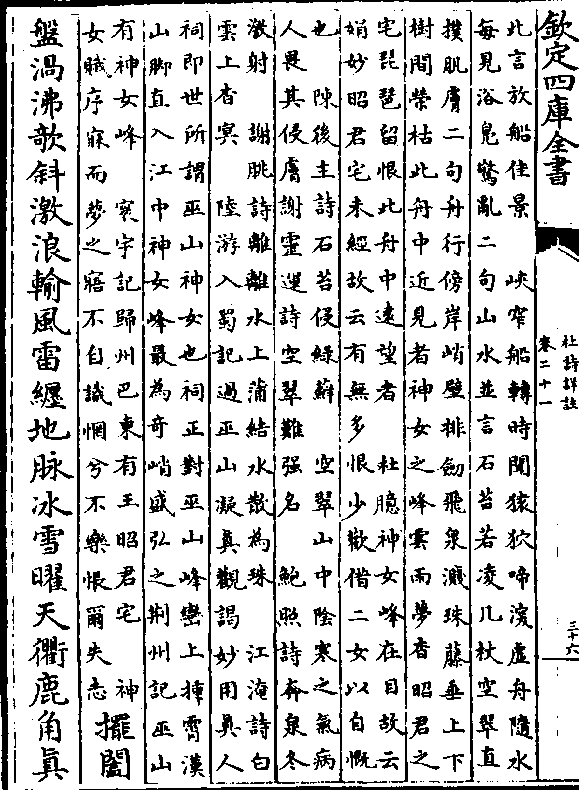 欽定四庫全書
杜詩詳註
卷二十一
三十六
此言放船佳景　峽窄船轉時聞猿狖啼深虛舟隨水
每見浴鳧驚亂二句山水並言石苔若凌几杖空翠直
撲肌膚二句舟行傍岸峭壁排劒飛泉濺珠藤垂上下
樹間榮枯此舟中近見者神女之峰雲雨夢杳昭君之
宅琵琶留恨此舟中遠望者　杜臆神女峰在目故云
娟妙昭君宅未經故云有無多恨少歡借二女以自慨
也　陳後主詩石苔侵綠蘚　空翠山中陰寒之氣病
人畏其侵膚謝靈運詩空翠難强名　鮑照詩奔泉冬
激射　謝朓詩離離水上蒲結水散為珠　江淹詩白
雲上杳冥　陸游入蜀記過巫山凝真觀謁妙用真人
祠即世所謂巫山神女也祠正對巫山峰巒上挿霄漢
山脚直入江中神女峰最為奇峭盛弘之荆州記巫山
有神女峰　寰宇記歸州巴東有王昭君宅　神
女賦序寐而夢之寤不自識惘兮不樂悵爾失志
擺闔
盤渦沸欹斜激浪輸風雷纒地脉冰雪曜天衢鹿角真